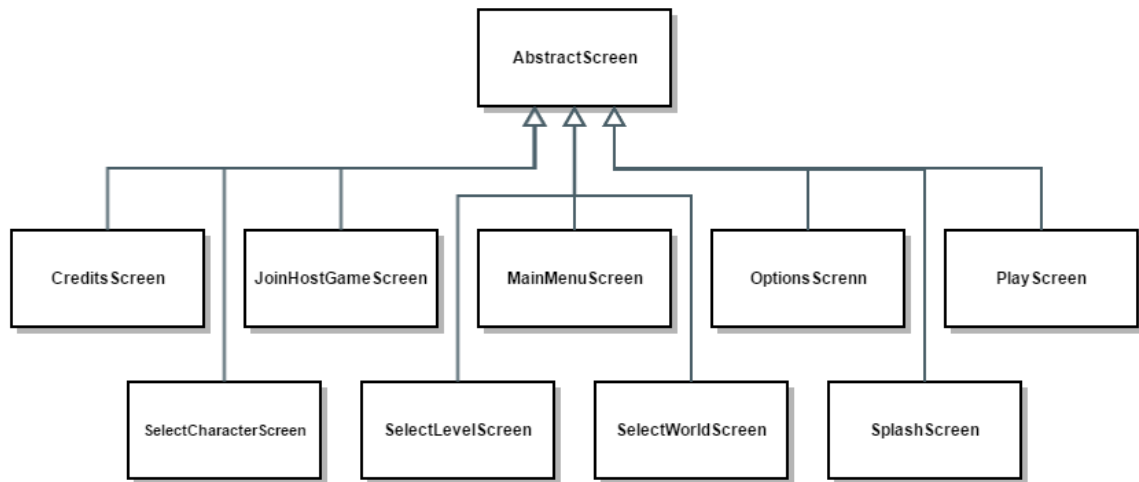 AbstractScreen
CreditsScreen
JoinHostGameScreen
MainMenuScreen
OptionsScrenn
PlayScreen
SelectCharacterScreen
SelectLevelScreen
SelectWorldScreen
SplashScreen